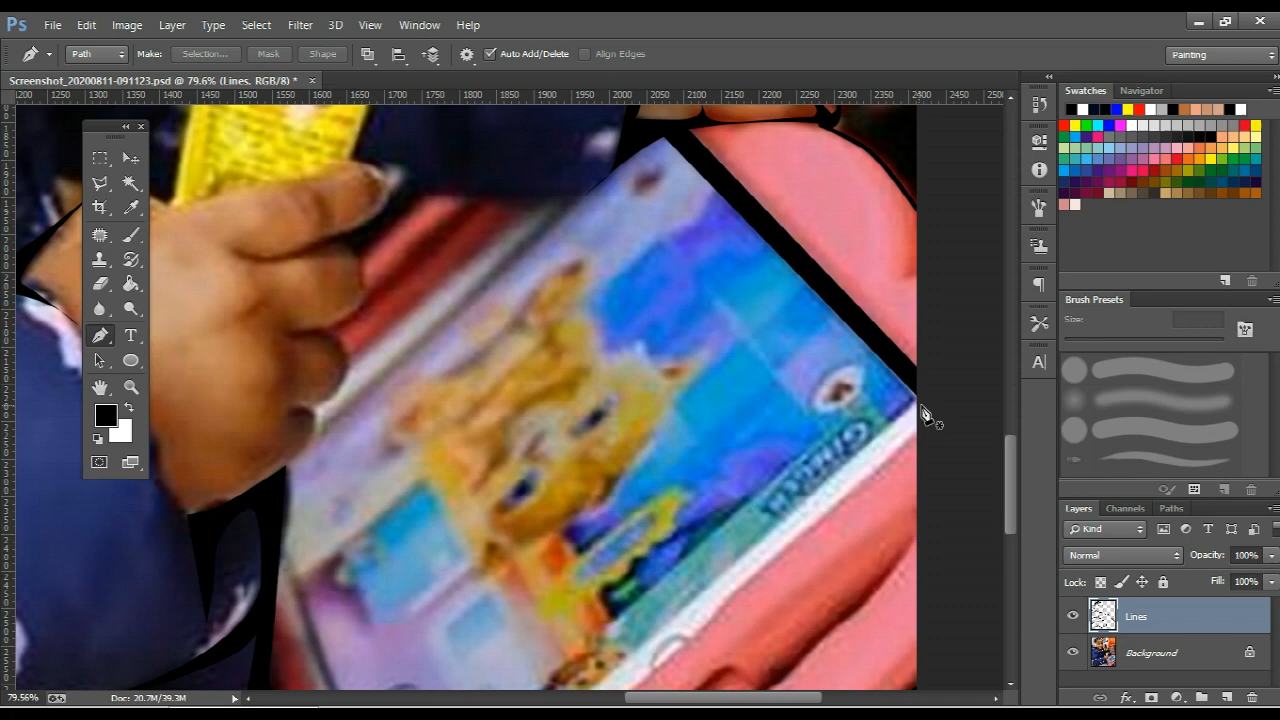 Ps File Edit Image Layer Type Select Filter 3D View Window Help
Path Make: Selection... Mask Shape Auto Add/Delete Align Edges Painting
Screenshot_20200811-091123.psd @ 79.6% (Lines, RGB/8) *
1200 1250 1300 1350 1400 1450 1500 1550 1600 1650 1700 1750 1800 1850 1900 1950 2000 2050 2100 2150 2200 2250 2300 2350 2400 2450 2500
Swatches Navigator
Brush Presets
Size:
Layers Channels Paths
Kind
Normal Opacity: 100%
Lock: Fill: 100%
Lines
Background
79.56% Doc: 20.7M/39.3M